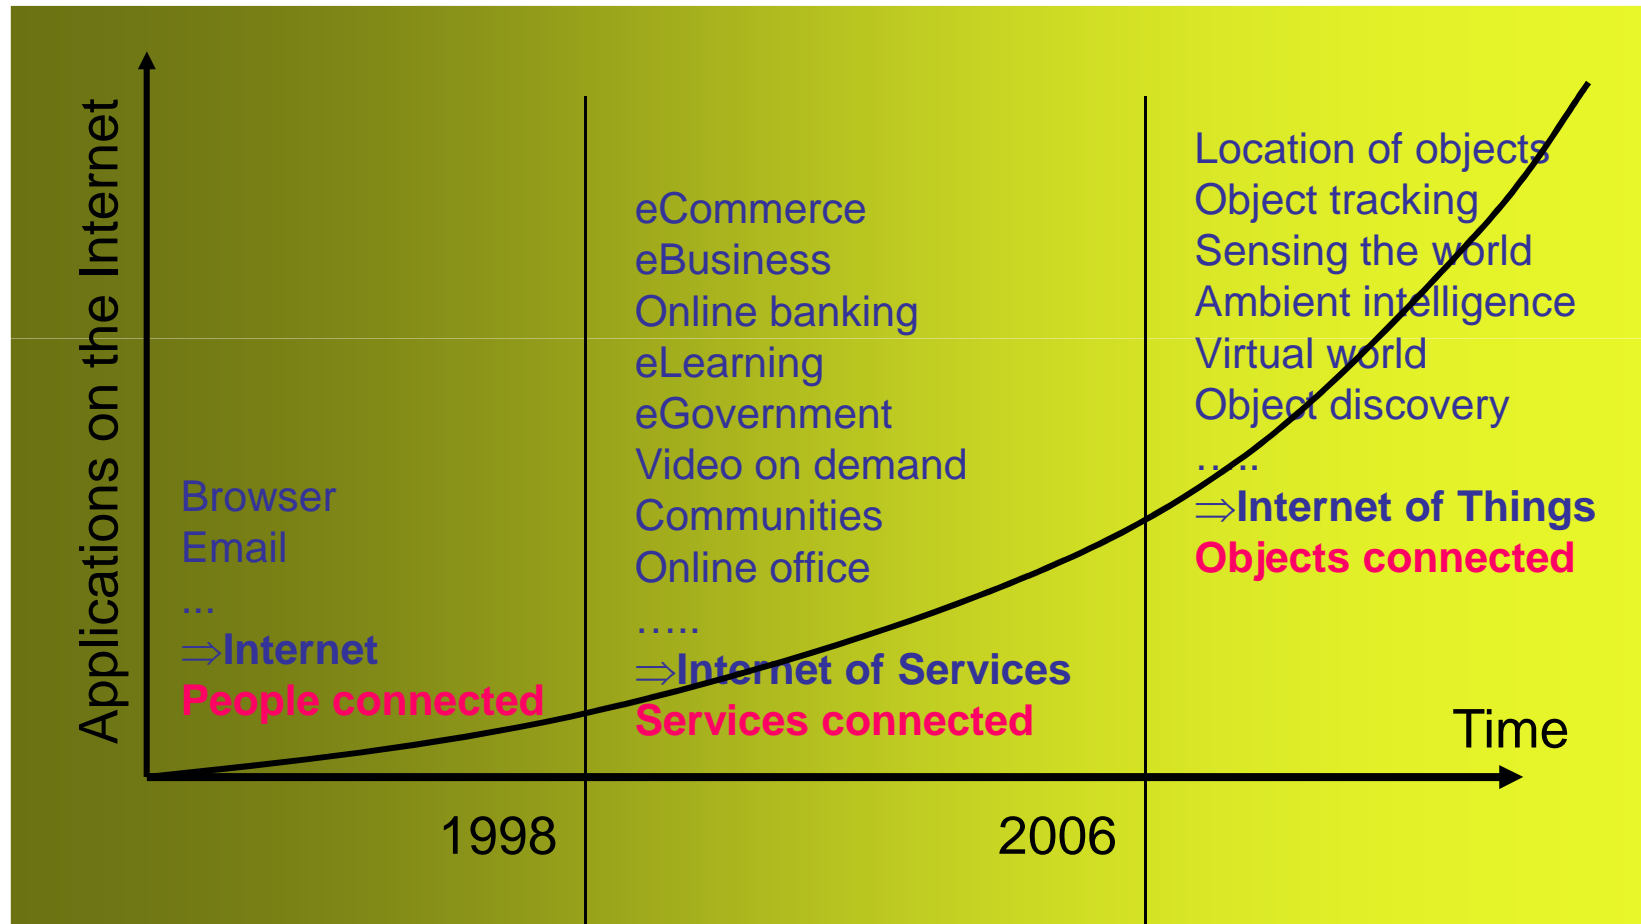 Applications on the Internet
Browser
Email
...
⇒Internet
People connected
eCommerce
eBusiness
Online banking
eLearning
eGovernment
Video on demand
Communities
Online office
…..
⇒Internet of Services
Services connected
Location of objects
Object tracking
Sensing the world
Ambient intelligence
Virtual world
Object discovery
…..
⇒Internet of Things
Objects connected
Time
1998
2006